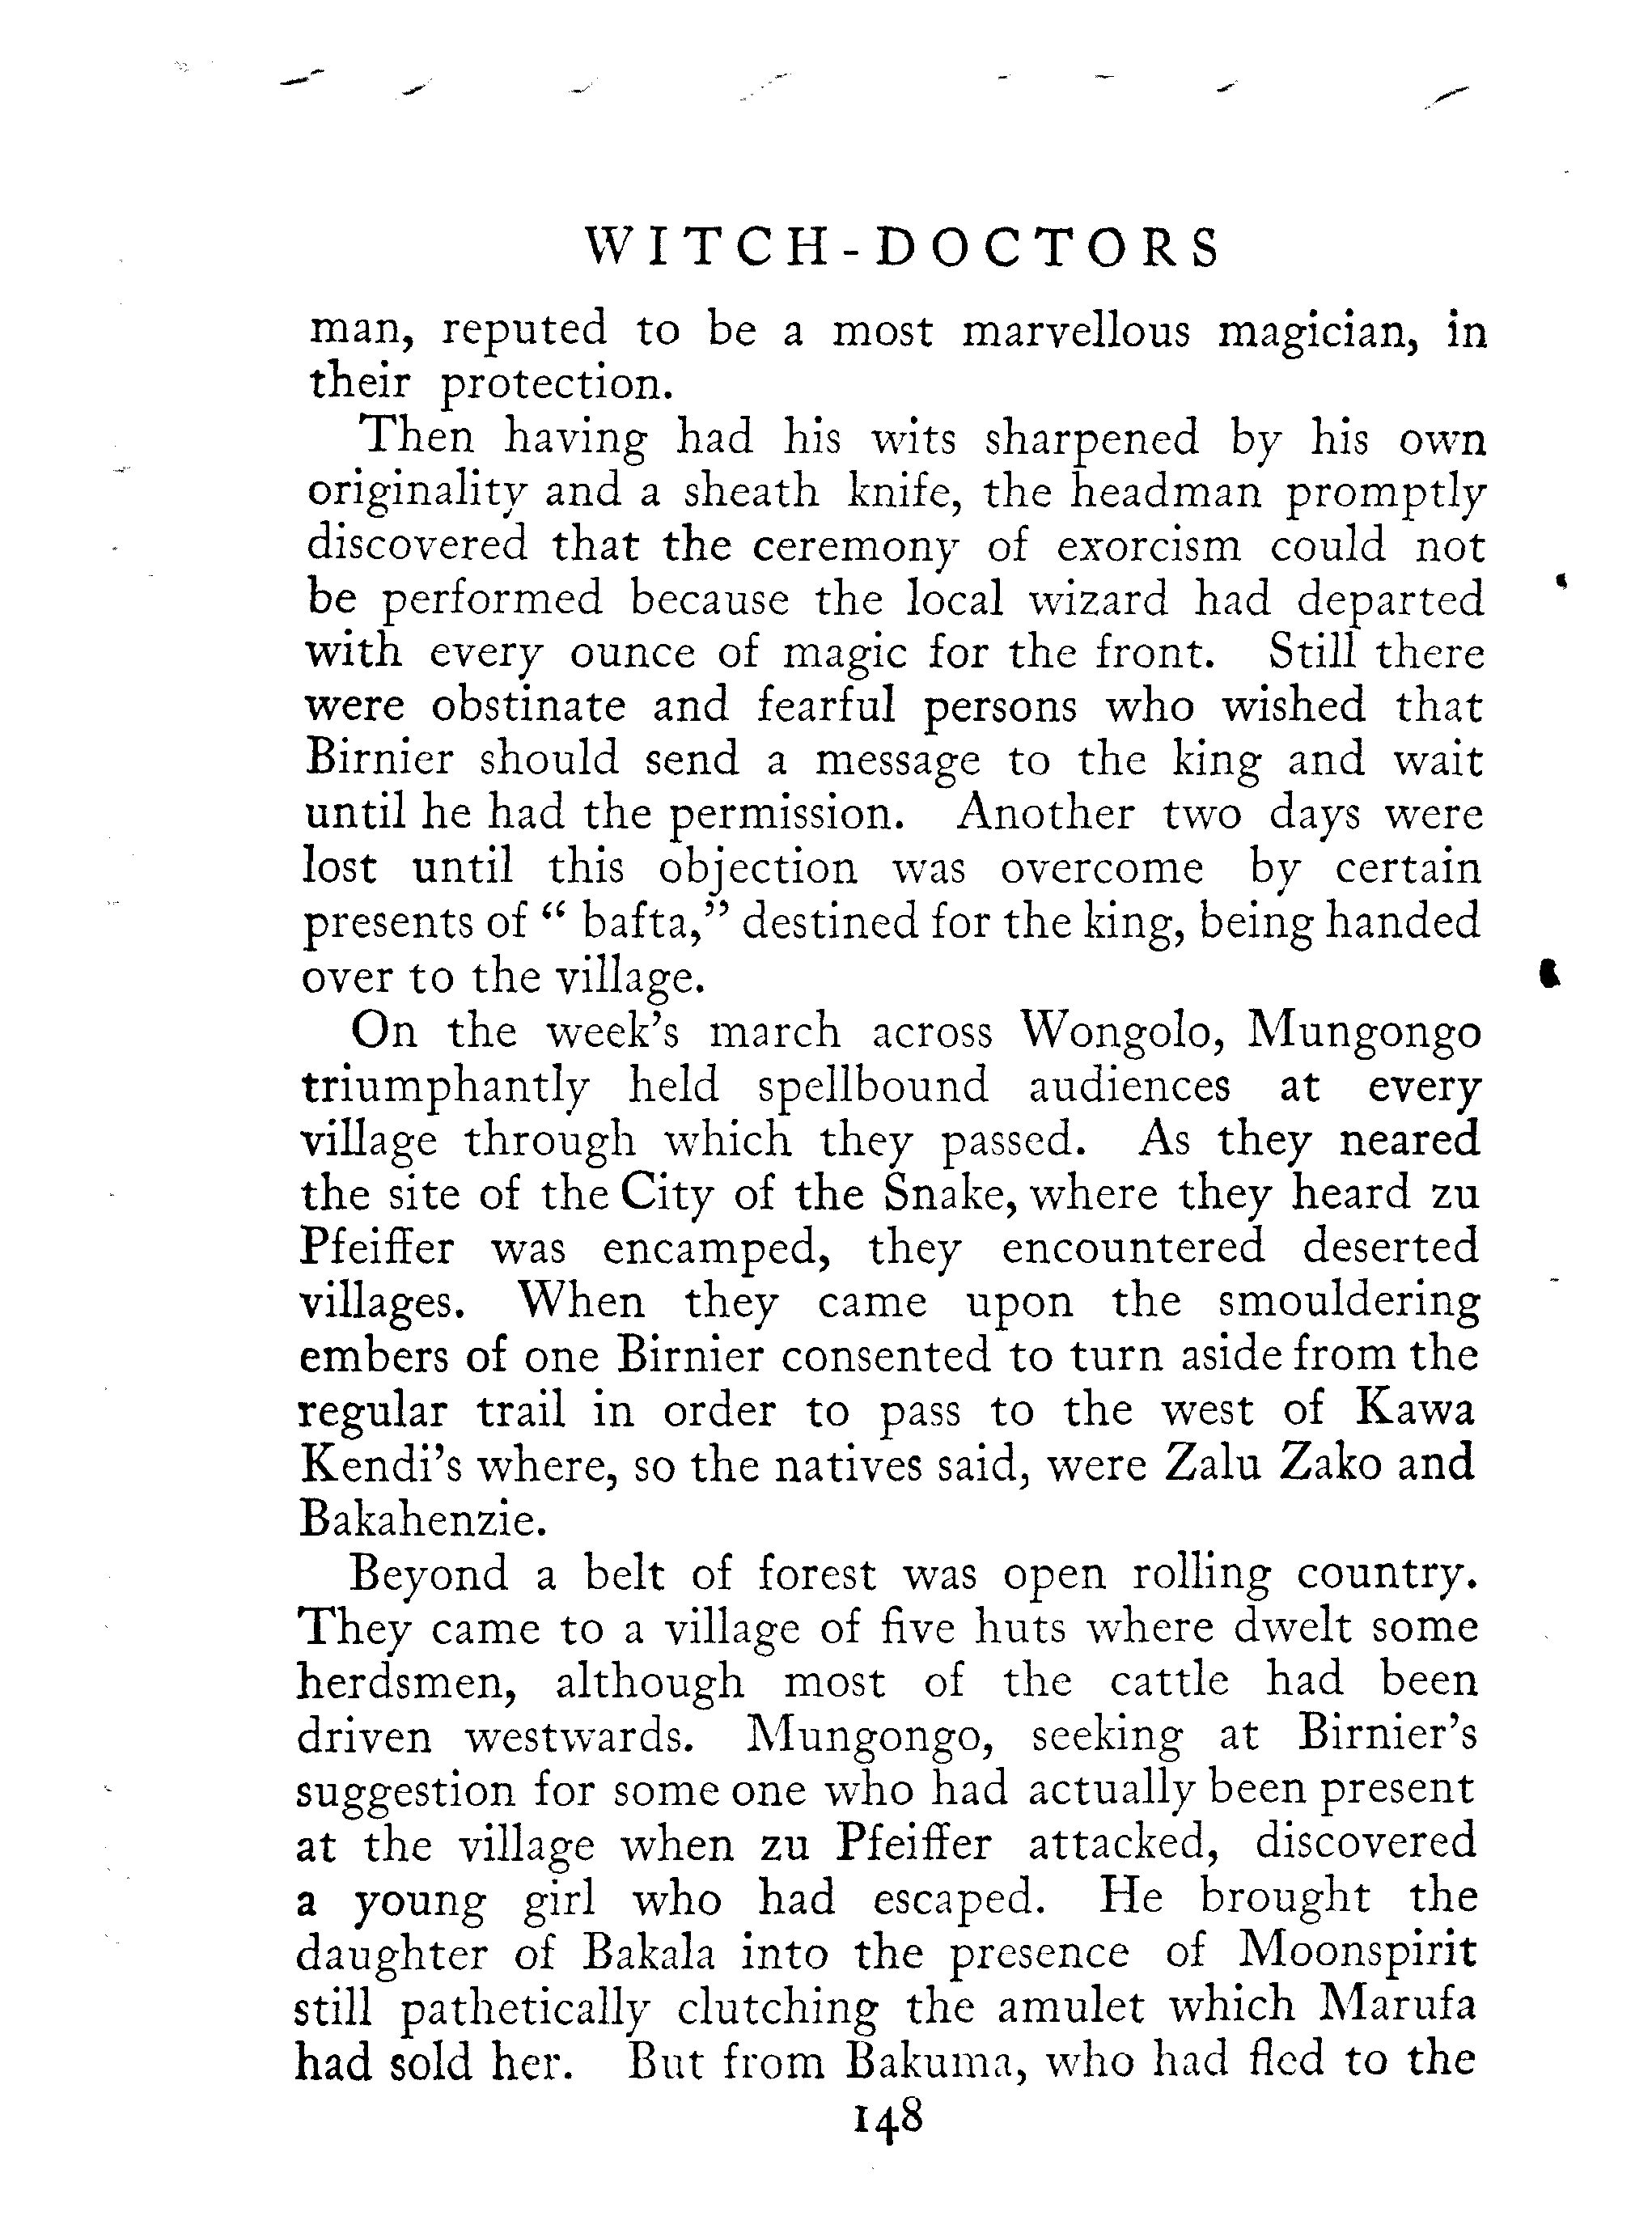 WITCH-DOCTORS
man, reputed to be a most marvellous magician, in
their protection.
Then having had his wits sharpened by his own
originality and a sheath knife, the headman promptly
discovered that the ceremony of exorcism could not
be performed because the local wizard had departed
with every ounce of magic for the front. Still there
were obstinate and fearful persons who wished that
Birnier should send a message to the king and wait
until he had the permission. Another two days were
lost until this objection was overcome by certain
presents of “ bafta,” destined for the king, being handed
over to the village.
On the week’s march across Wongolo, Mungongo
triumphantly held spellbound audiences at every
village through which they passed. As they neared
the site of the City of the Snake, where they heard zu
Pfeiffer was encamped, they encountered deserted
villages. When they came upon the smouldering
embers of one Birnier consented to turn aside from the
regular trail in order to pass to the west of Kawa
Kendi’s where, so the natives said, were Zalu Zako and
Bakahenzie.
Beyond a belt of forest was open rolling country.
They came to a village of five huts where dwelt some
herdsmen, although most of the cattle had been
driven westwards. Mungongo, seeking at Birnier’s
suggestion for some one who had actually been present
at the village when zu Pfeiffer attacked, discovered
a young girl who had escaped. He brought the
daughter of Bakala into the presence of Moonspirit
still pathetically clutching the amulet which Marufa
had sold her. But from Bakuma, who had fled to the
148